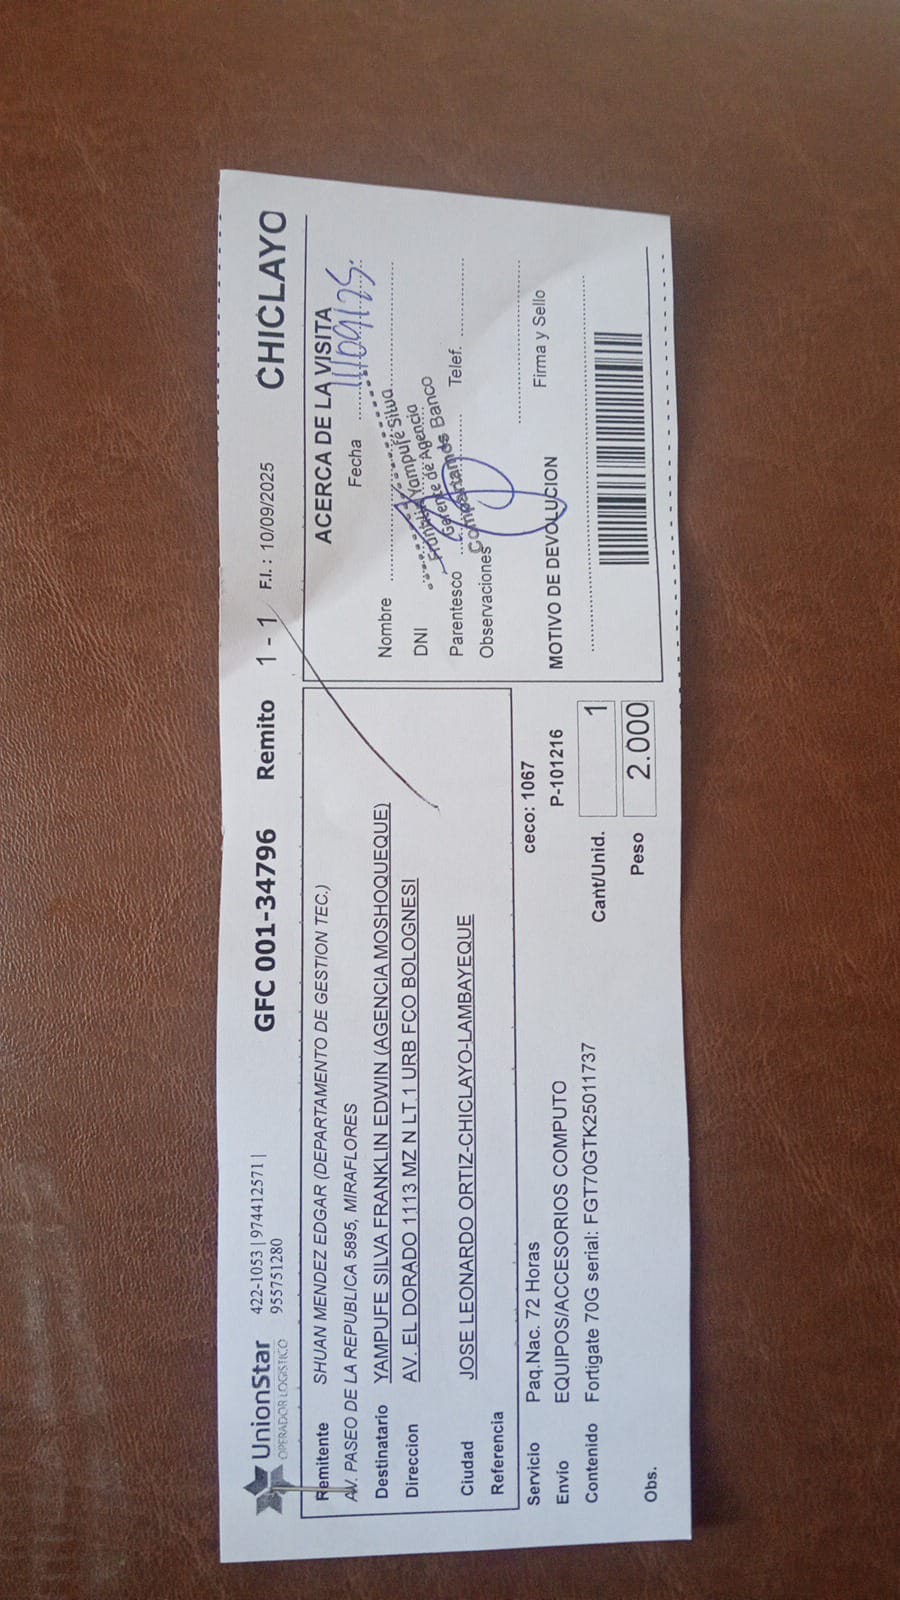 UnionStar
OPERADOR LOGISTICO
422-1053 | 974412571 |
955751280
GFC 001-34796 Remito 1 - 1 F.I. : 10/09/2025 CHICLAYO
Remitente SHUAN MENDEZ EDGAR (DEPARTAMENTO DE GESTION TEC.)
AV. PASEO DE LA REPUBLICA 5895, MIRAFLORES
Destinatario YAMPUFE SILVA FRANKLIN EDWIN (AGENCIA MOSHOQUEQUE)
Direccion AV. EL DORADO 1113 MZ N LT.1 URB FCO BOLOGNESI
Ciudad JOSE LEONARDO ORTIZ-CHICLAYO-LAMBAYEQUE
Referencia
Servicio Paq.Nac. 72 Horas ceco: 1067
Envío EQUIPOS/ACCESORIOS COMPUTO P-101216
Contenido Fortigate 70G serial: FGT70GTK25011737
Cant/Unid. 1
Peso 2.000
Obs.
ACERCA DE LA VISITA
Fecha 11/09/25
Nombre
DNI
Parentesco Telef.
Observaciones
Franklin Yampufé Silva
Gerente de Agencia
Compartamos Banco
Firma y Sello
MOTIVO DE DEVOLUCION